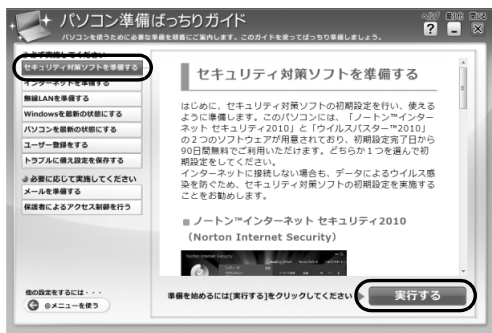 パソコン準備ばっちりガイド
パソコンを使うために必要な準備を順番にご案内します。このガイドを使ってばっちり準備しましょう。
ヘルプ 最小化 閉じる
必ず実施してください
セキュリティ対策ソフトを準備する
インターネットを準備する
無線LANを準備する
Windowsを最新の状態にする
パソコンを最新の状態にする
ユーザー登録をする
トラブルに備え設定を保存する
必要に応じて実施してください
メールを準備する
保護者によるアクセス制御を行う
他の設定をするには・・・
@メニューを使う
セキュリティ対策ソフトを準備する
はじめに、セキュリティ対策ソフトの初期設定を行い、使える
ように準備します。このパソコンには、「ノートン™インター
ネット セキュリティ2010」と「ウイルスバスター™2010」
の２つのソフトウェアが用意されており、初期設定完了日から
90日間無料でご利用いただけます。どちらか１つを選んで初
期設定をしてください。
インターネットに接続しない場合も、データによるウイルス感
染を防ぐため、セキュリティ対策ソフトの初期設定を実施する
ことをお勧めします。
■ ノートン™インターネット セキュリティ2010
（Norton Internet Security）
準備を始めるには[実行する]をクリックしてください
実行する